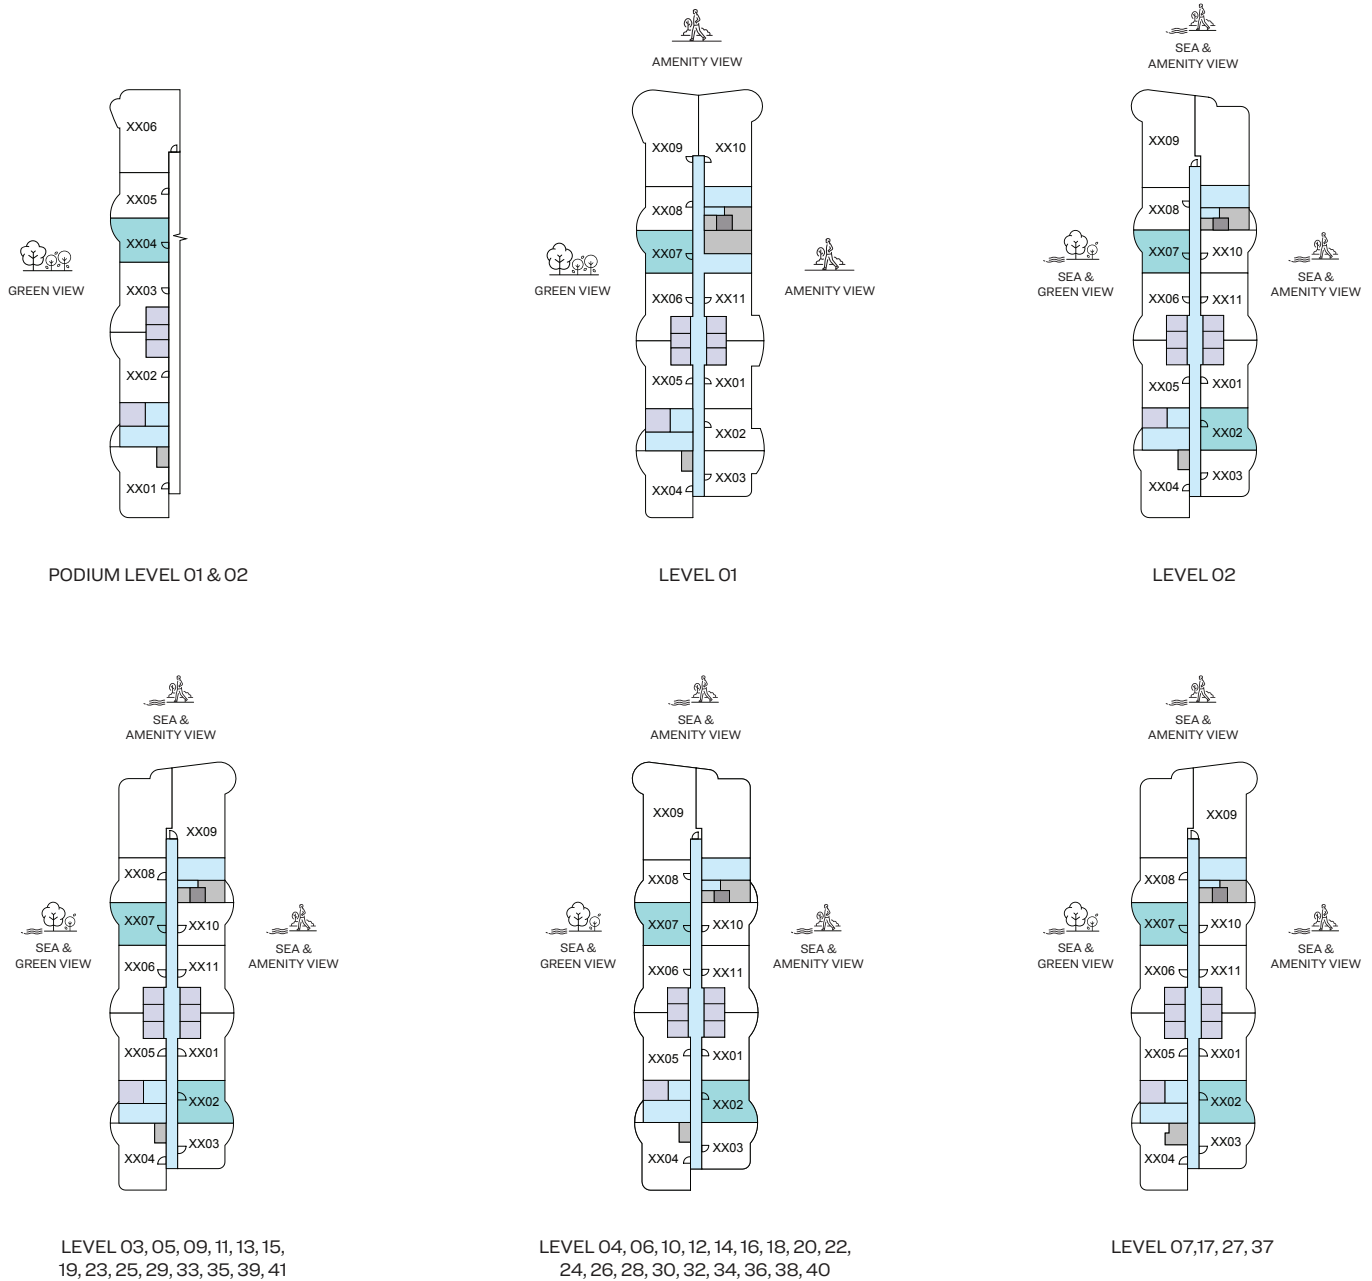 XX06
XX05
XX04
XX03
XX02
XX01
GREEN VIEW
PODIUM LEVEL 01 & 02
AMENITY VIEW
XX09
XX10
XX08
XX07
XX06
XX11
XX05
XX01
XX02
XX03
XX04
GREEN VIEW
AMENITY VIEW
LEVEL 01
SEA &
AMENITY VIEW
XX09
XX08
XX07
XX10
XX06
XX11
XX05
XX01
XX02
XX03
XX04
SEA &
GREEN VIEW
SEA &
AMENITY VIEW
LEVEL 02
SEA &
AMENITY VIEW
XX09
XX08
XX07
XX10
XX06
XX11
XX05
XX01
XX02
XX03
XX04
SEA &
GREEN VIEW
SEA &
AMENITY VIEW
LEVEL 03, 05, 09, 11, 13, 15,
19, 23, 25, 29, 33, 35, 39, 41
SEA &
AMENITY VIEW
XX09
XX08
XX07
XX10
XX06
XX11
XX05
XX01
XX02
XX03
XX04
SEA &
GREEN VIEW
SEA &
AMENITY VIEW
LEVEL 04, 06, 10, 12, 14, 16, 18, 20, 22,
24, 26, 28, 30, 32, 34, 36, 38, 40
SEA &
AMENITY VIEW
XX09
XX08
XX07
XX10
XX06
XX11
XX05
XX01
XX02
XX03
XX04
SEA &
GREEN VIEW
SEA &
AMENITY VIEW
LEVEL 07,17, 27, 37